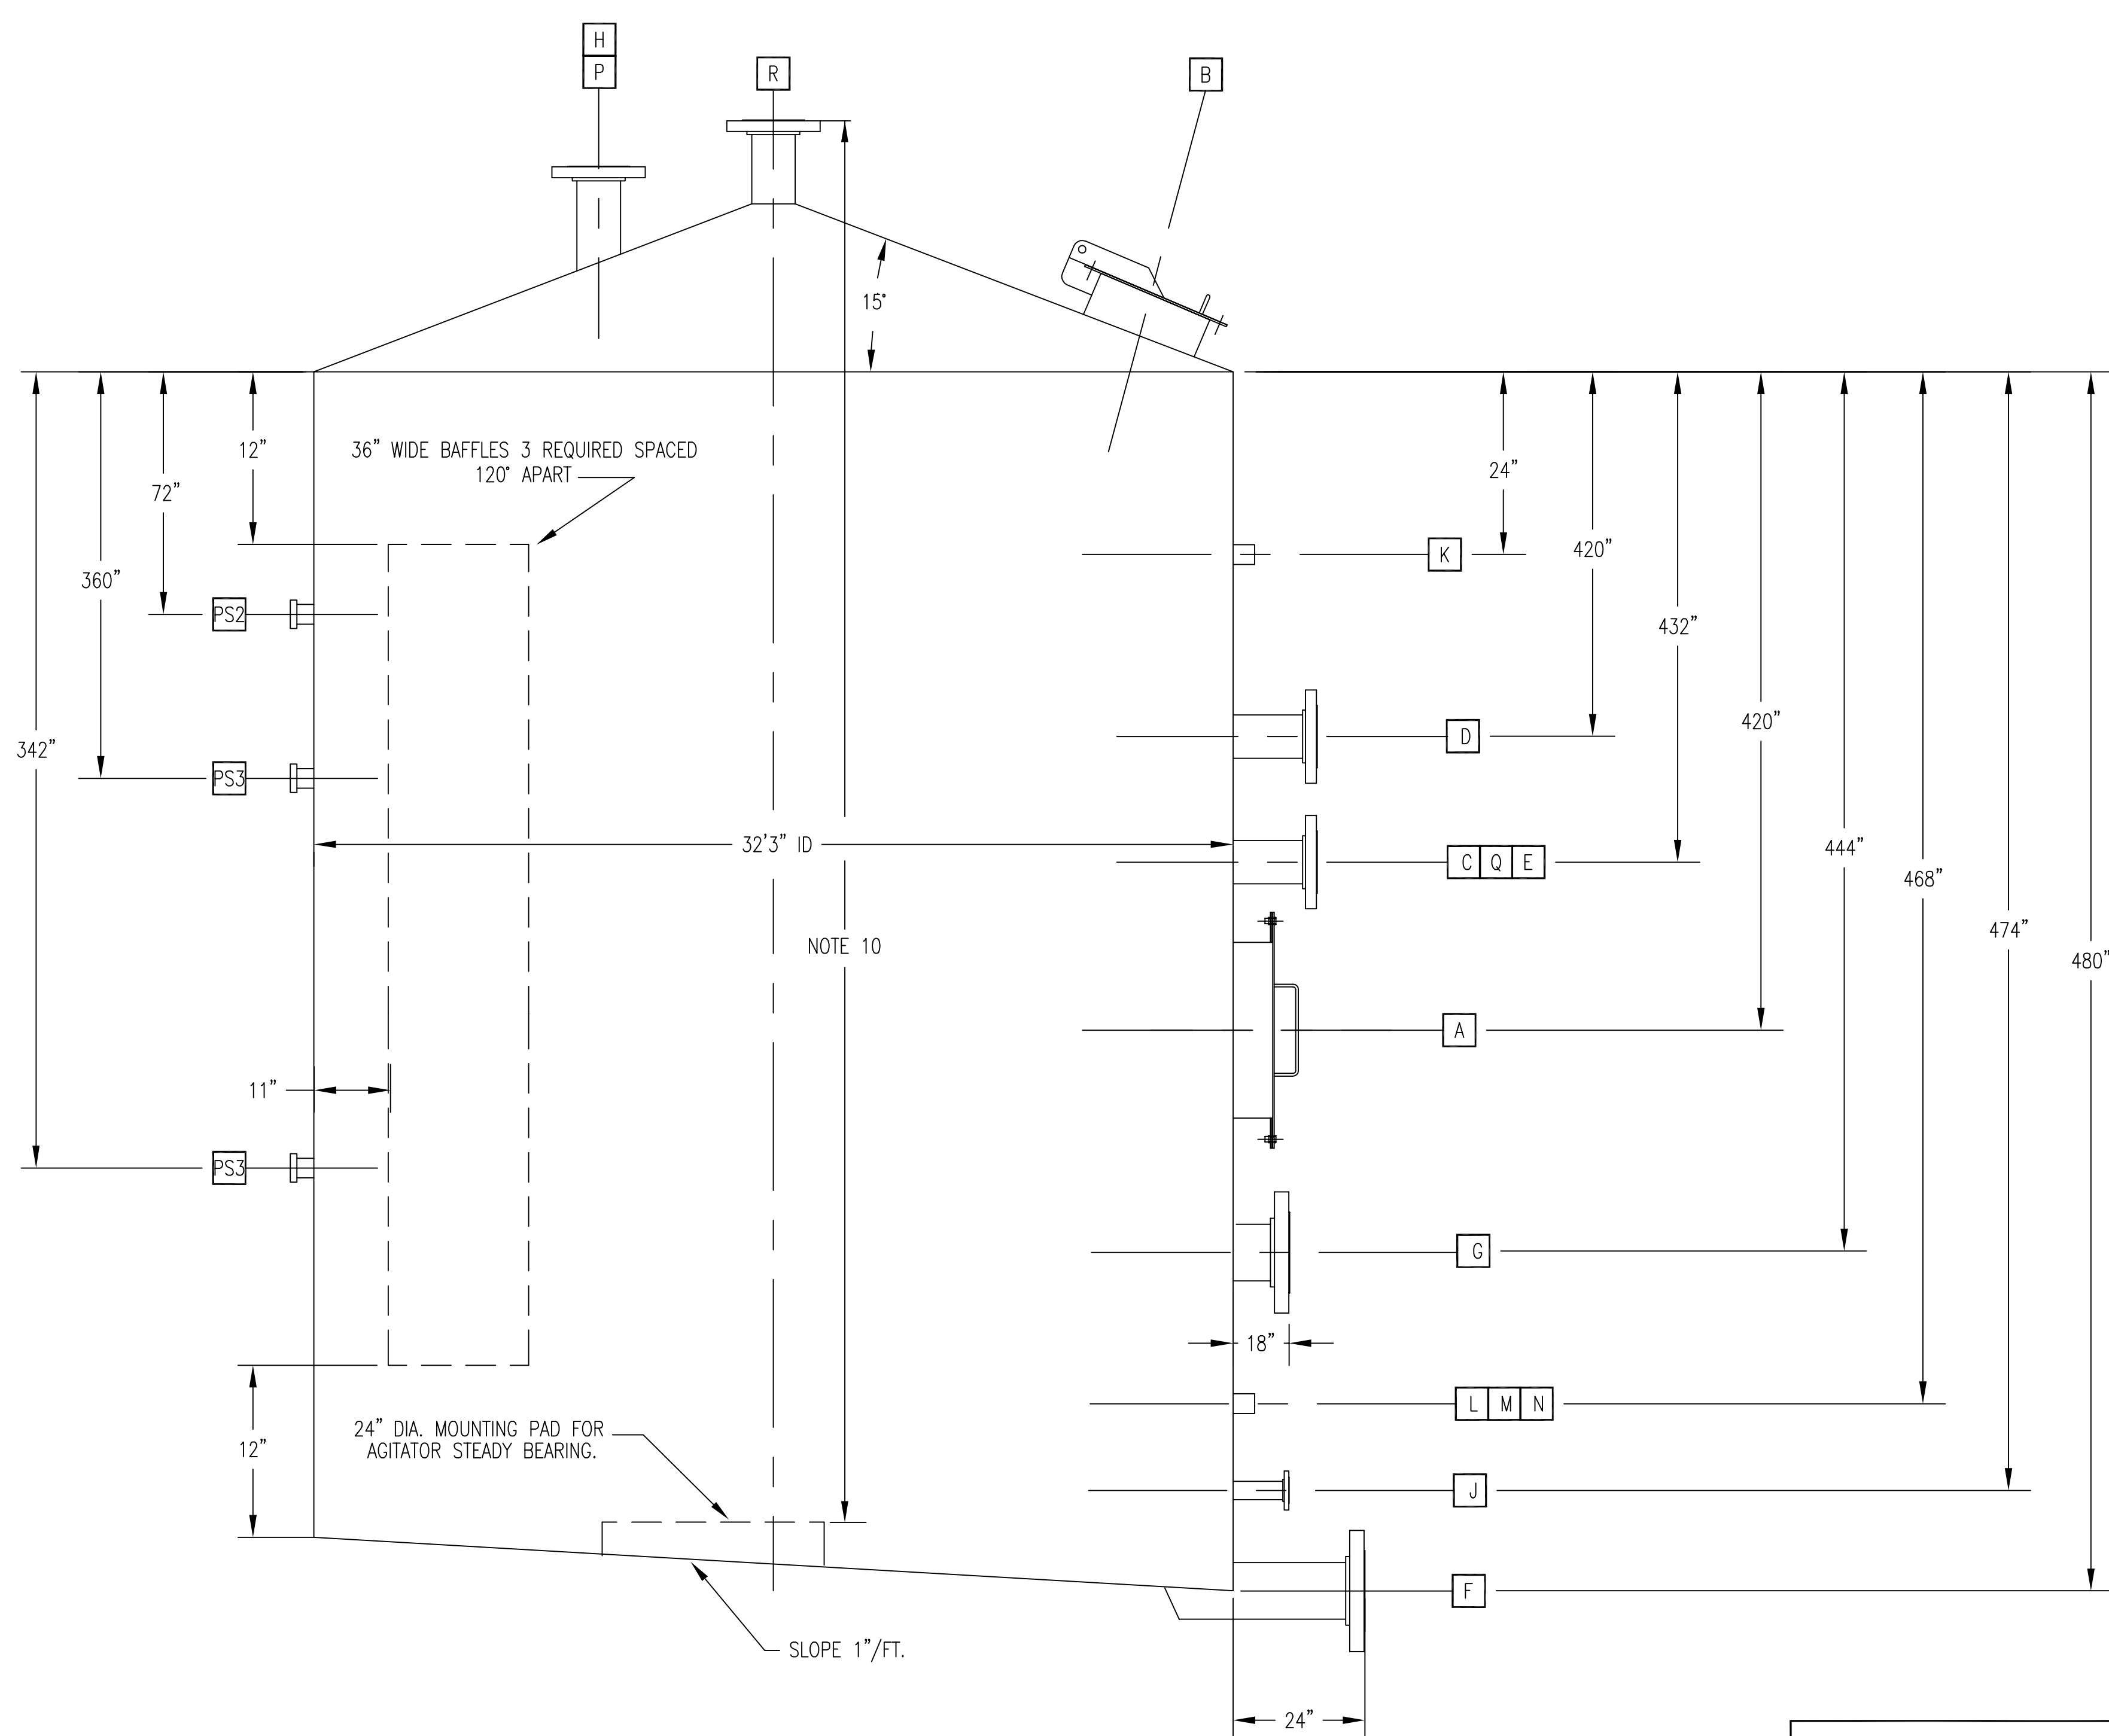 H
P
R
B
15°
12"
36" WIDE BAFFLES 3 REQUIRED SPACED
120° APART
24"
72"
420"
K
360"
PS2
432"
420"
D
342"
PS3
32'3" ID
444"
C Q E
468"
474"
NOTE 10
480"
A
11"
PS3
G
18"
L M N
24" DIA. MOUNTING PAD FOR
AGITATOR STEADY BEARING.
12"
J
F
SLOPE 1"/FT.
24"